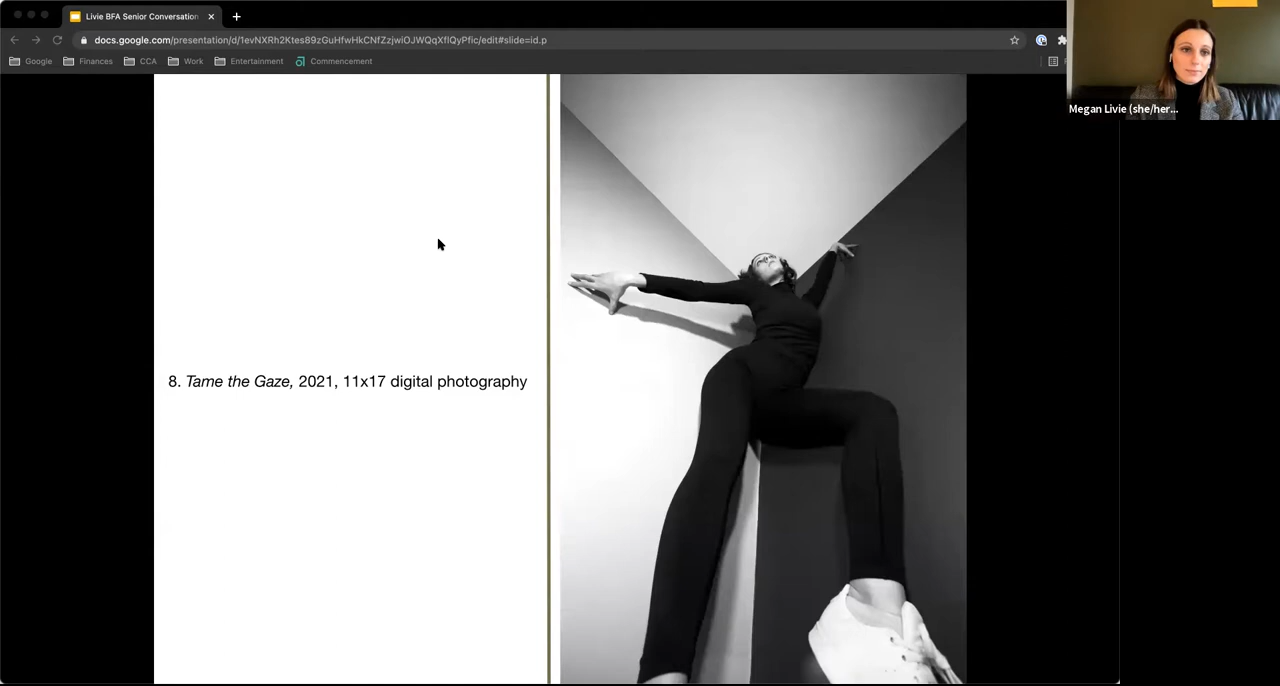 Livie BFA Senior Conversation
docs.google.com/presentation/d/1evNXRh2Ktes89zGuHfwHkCNfZzjwiOJWQqXflQyPfic/edit#slide=id.p
Google Finances CCA Work Entertainment Commencement
Megan Livie (she/her...
8. Tame the Gaze, 2021, 11x17 digital photography